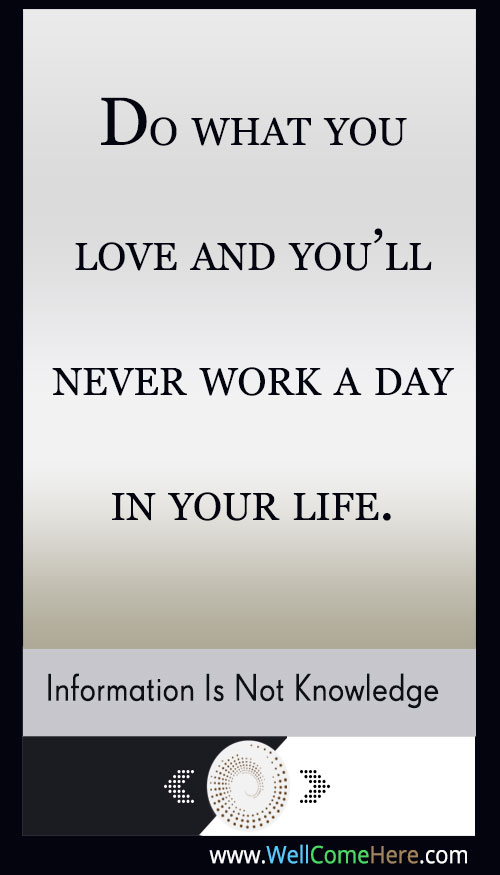 Do what you
love and you’ll
never work a day
in your life.
Information Is Not Knowledge
www.WellComeHere.com